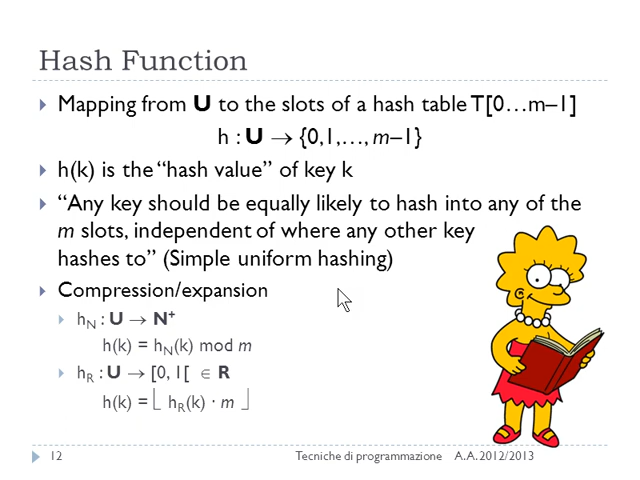 Hash Function
Mapping from U to the slots of a hash table T[0…m–1]
h : U → {0,1,…, m–1}
h(k) is the “hash value” of key k
“Any key should be equally likely to hash into any of the
m slots, independent of where any other key
hashes to” (Simple uniform hashing)
Compression/expansion
hN : U → N+
h(k) = hN(k) mod m
hR : U → [0, 1[ ∈ R
h(k) = ⌊ hR(k) · m ⌋
12 Tecniche di programmazione A.A. 2012/2013